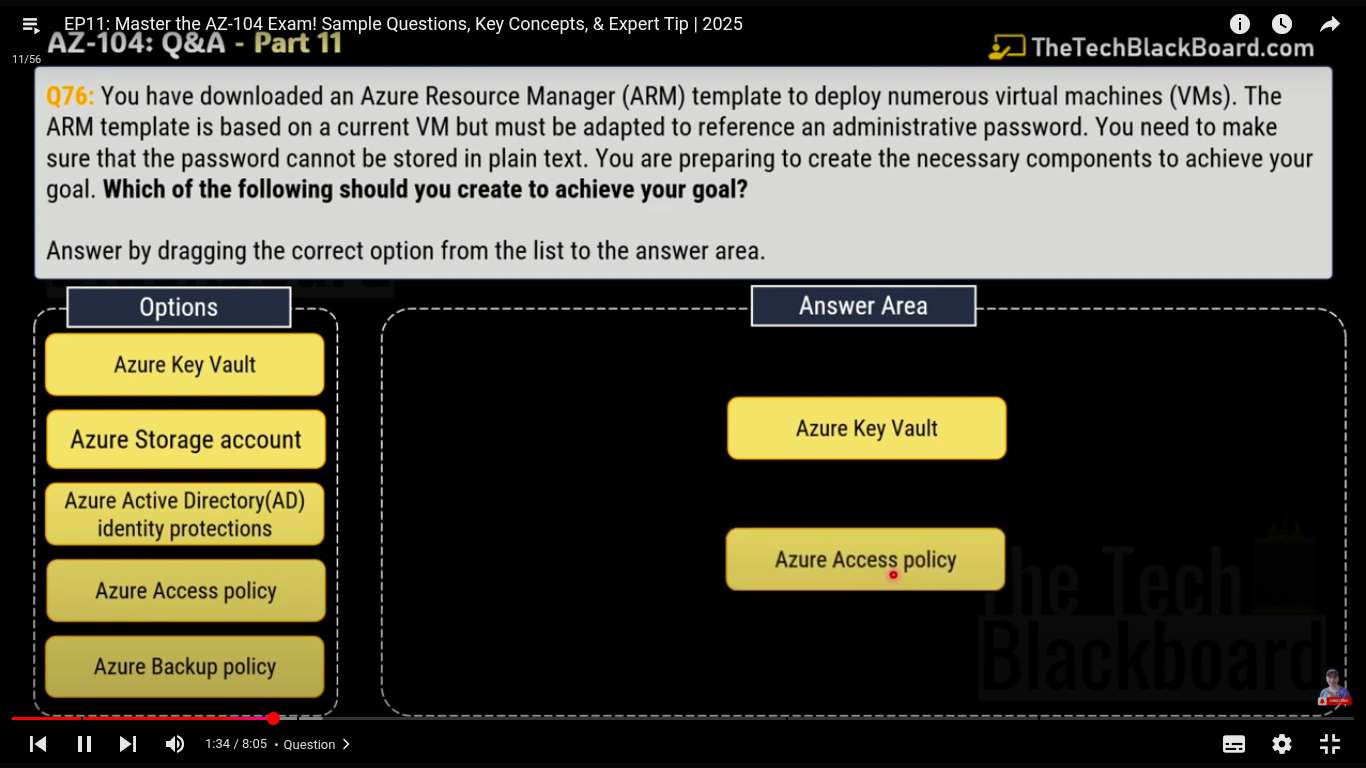 EP11: Master the AZ-104 Exam! Sample Questions, Key Concepts, & Expert Tip | 2025
11/56
AZ-104: Q&A - Part 11
TheTechBlackBoard.com
Q76: You have downloaded an Azure Resource Manager (ARM) template to deploy numerous virtual machines (VMs). The
ARM template is based on a current VM but must be adapted to reference an administrative password. You need to make
sure that the password cannot be stored in plain text. You are preparing to create the necessary components to achieve your
goal. Which of the following should you create to achieve your goal?
Answer by dragging the correct option from the list to the answer area.
Options
Azure Key Vault
Azure Storage account
Azure Active Directory(AD)
identity protections
Azure Access policy
Azure Backup policy
Answer Area
Azure Key Vault
Azure Access policy
The Tech
Blackboard
1:34 / 8:05 • Question